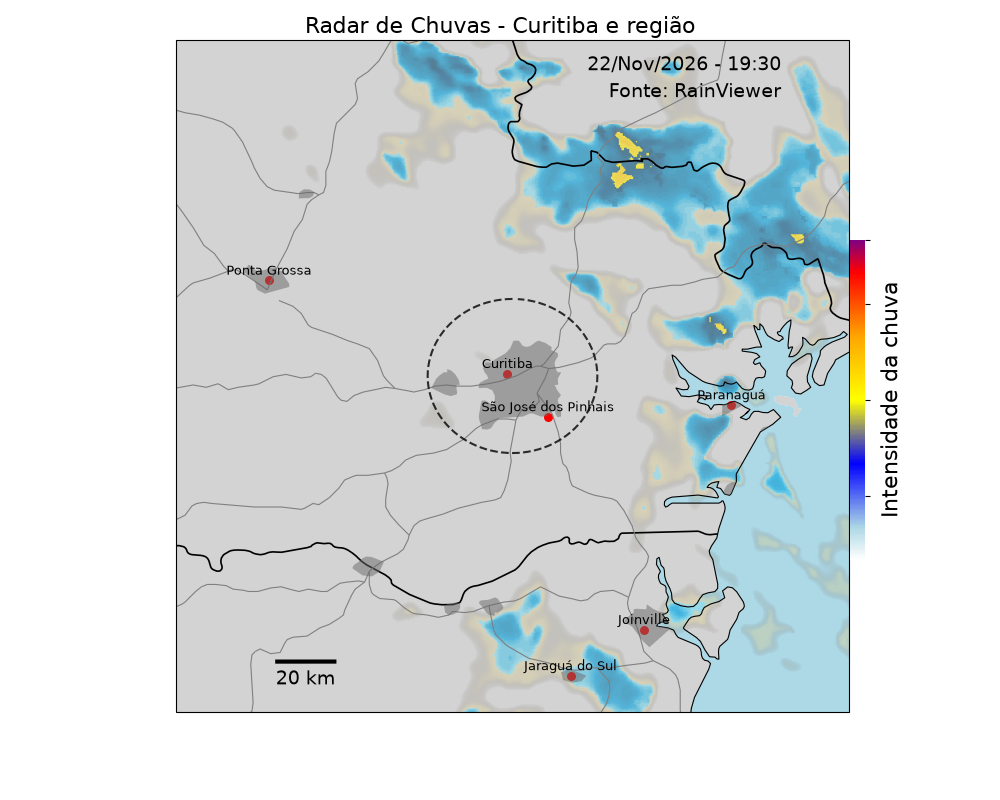 Radar de Chuvas - Curitiba e região
22/Nov/2026 - 19:30
Fonte: RainViewer
Ponta Grossa
Curitiba
São José dos Pinhais
Paranaguá
Joinville
Jaraguá do Sul
20 km
Intensidade da chuva